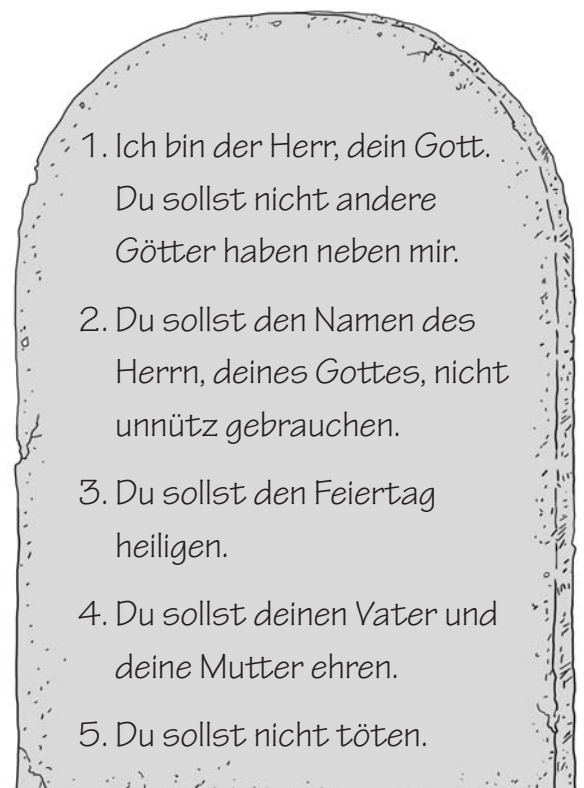 1. Ich bin der Herr, dein Gott.
Du sollst nicht andere
Götter haben neben mir.
2. Du sollst den Namen des
Herrn, deines Gottes, nicht
unnütz gebrauchen.
3. Du sollst den Feiertag
heiligen.
4. Du sollst deinen Vater und
deine Mutter ehren.
5. Du sollst nicht töten.